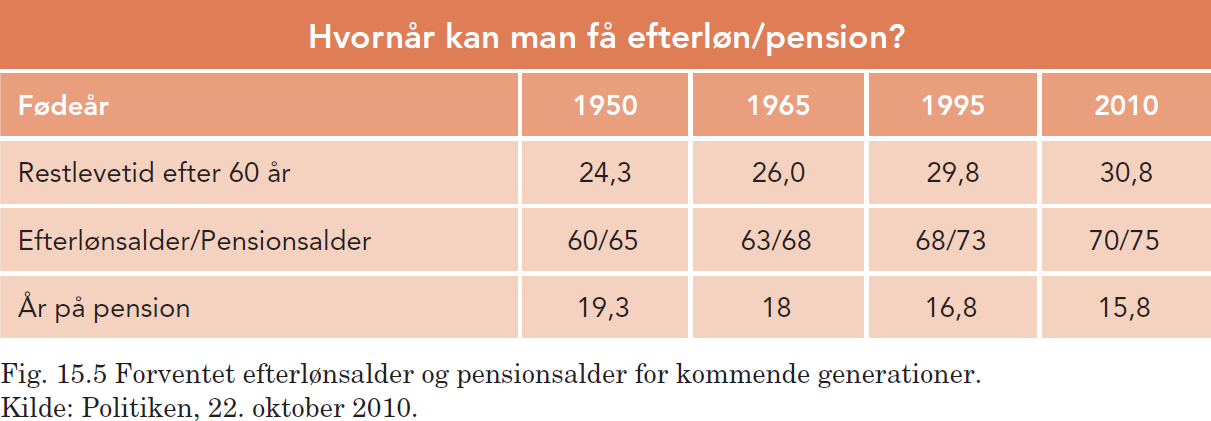 Hvornår kan man få efterløn/pension?
Fødeår 1950 1965 1995 2010
Restlevetid efter 60 år 24,3 26,0 29,8 30,8
Efterlønsalder/Pensionsalder 60/65 63/68 68/73 70/75
År på pension 19,3 18 16,8 15,8
Fig. 15.5 Forventet efterlønsalder og pensionsalder for kommende generationer.
Kilde: Politiken, 22. oktober 2010.